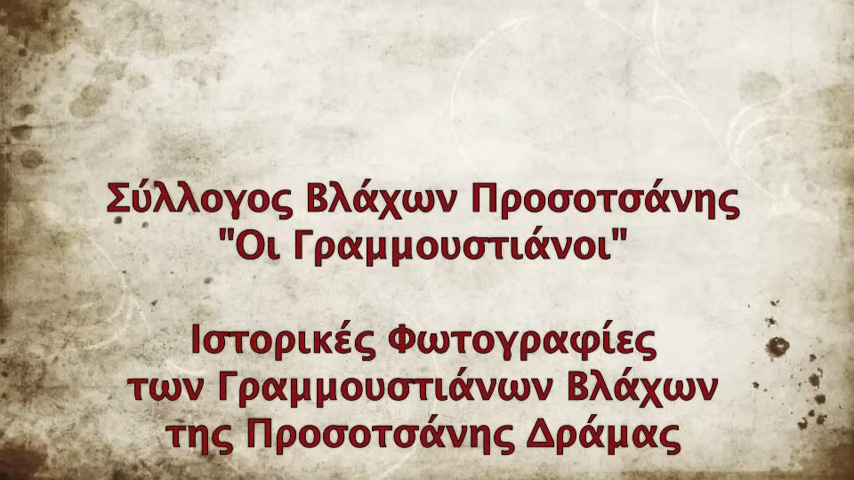 Σύλλογος Βλάχων Προσοτσάνης
"Οι Γραμμουστιάνοι"
Ιστορικές Φωτογραφίες
των Γραμμουστιάνων Βλάχων
της Προσοτσάνης Δράμας